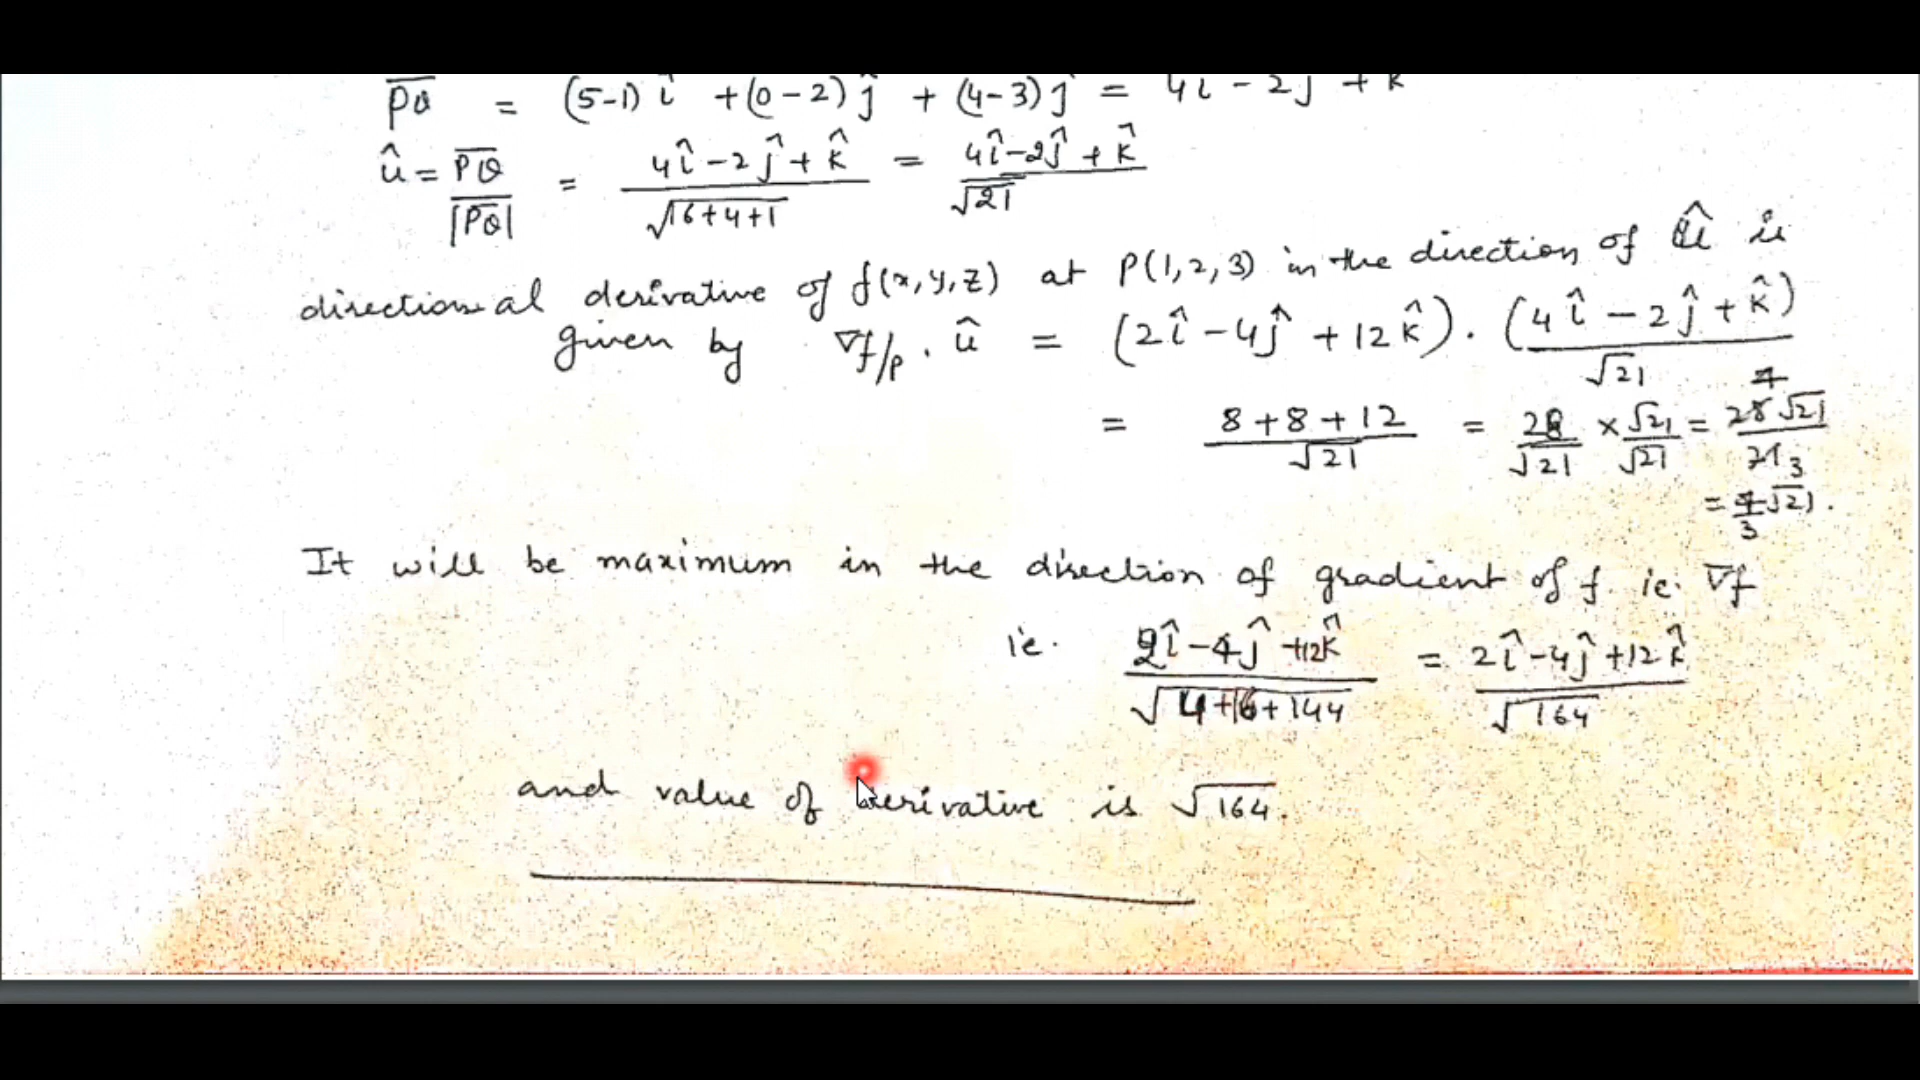 PQ = (5-1) î + (0-2) ĵ + (4-3) ĵ = 4i - 2j + k
û = PQ / |PQ| = (4î - 2ĵ + k̂) / √(16+4+1) = (4î - 2ĵ + k̂) / √21
directional derivative of f(x,y,z) at P(1,2,3) in the direction of û is
given by ∇f/p . û = (2î - 4ĵ + 12k̂) . (4î - 2ĵ + k̂) / √21
= (8+8+12) / √21 = 28/√21 × √21/√21 = 28√21 / 21 4 3
= 4/3 √21 .
It will be maximum in the direction of gradient of f ie. ∇f
ie. (2î - 4ĵ + 12k̂) / √(4+16+144) = (2î - 4ĵ + 12k̂) / √164
and value of derivative is √164.